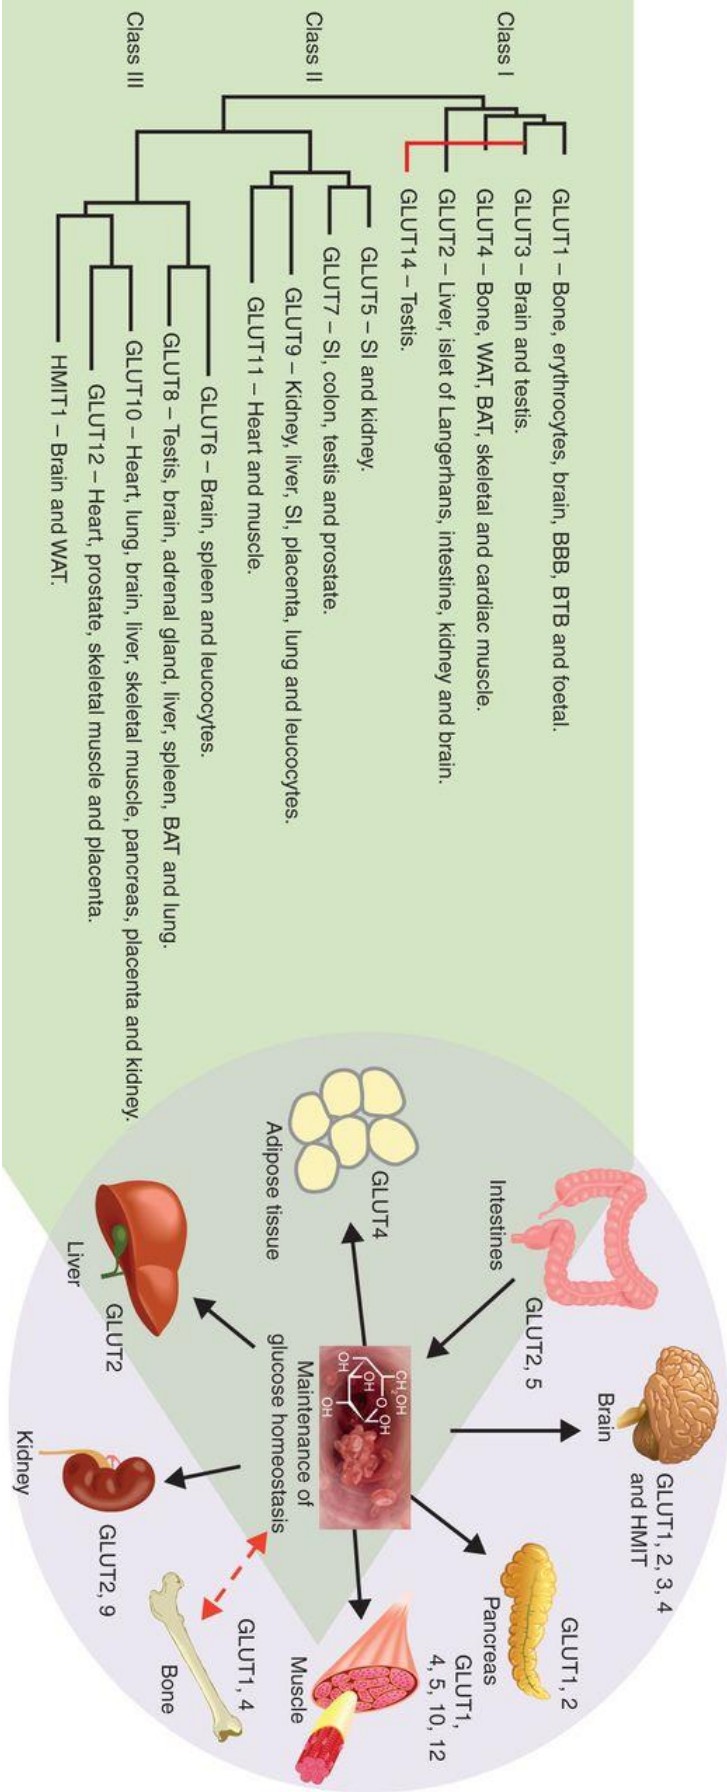 Class I
GLUT1 – Bone, erythrocytes, brain, BBB, BTB and foetal.
GLUT3 – Brain and testis.
GLUT4 – Bone, WAT, BAT, skeletal and cardiac muscle.
GLUT2 – Liver, islet of Langerhans, intestine, kidney and brain.
GLUT14 – Testis.
Class II
GLUT5 – SI and kidney.
GLUT7 – SI, colon, testis and prostate.
GLUT9 – Kidney, liver, SI, placenta, lung and leucocytes.
GLUT11 – Heart and muscle.
Class III
GLUT6 – Brain, spleen and leucocytes.
GLUT8 – Testis, brain, adrenal gland, liver, spleen, BAT and lung.
GLUT10 – Heart, lung, brain, liver, skeletal muscle, pancreas, placenta and kidney.
GLUT12 – Heart, prostate, skeletal muscle and placenta.
HMIT1 – Brain and WAT.
Intestines
GLUT2, 5
Brain
GLUT1, 2, 3, 4
and HMIT
GLUT1, 2
Pancreas
GLUT4
Adipose tissue
CH2OH
O
OH
OH
OH
OH
GLUT1,
4, 5, 10, 12
Muscle
Maintenance of
glucose homeostasis
GLUT2
Liver
GLUT2, 9
Kidney
GLUT1, 4
Bone